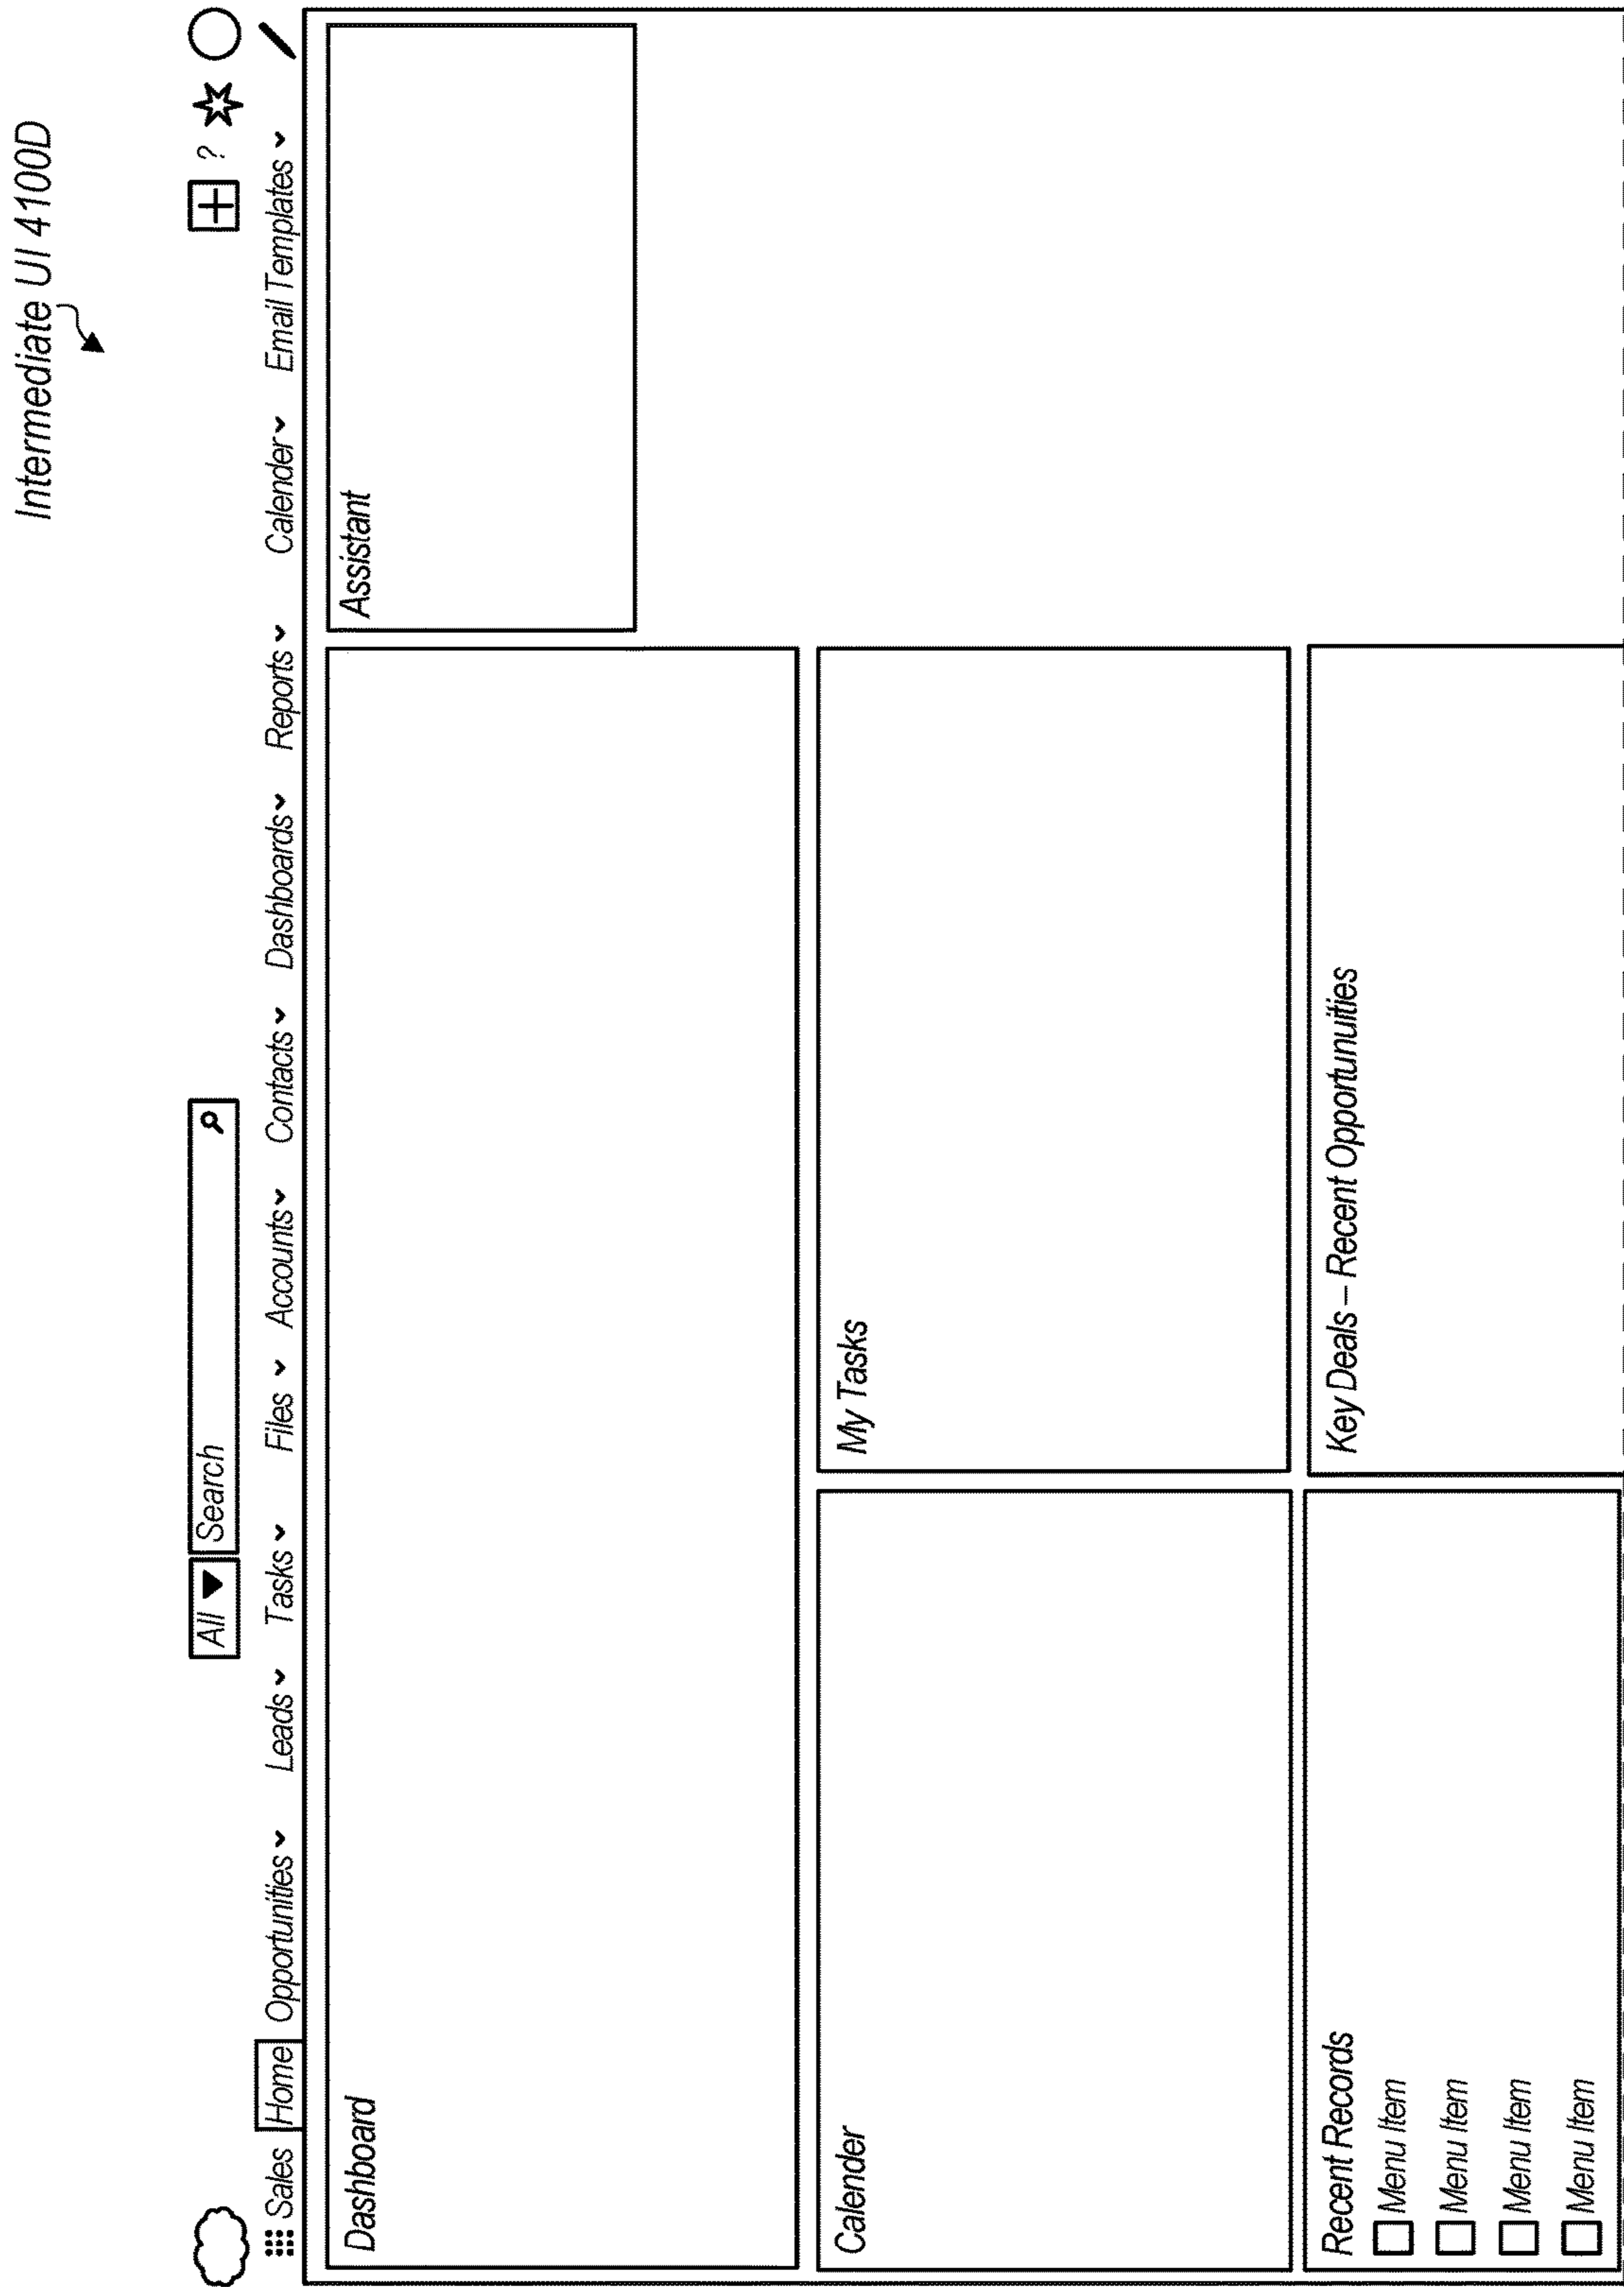 Intermediate UI 4100D
All Search ?
Sales Home Opportunities Leads Tasks Files Accounts Contacts Dashboards Reports Calender Email Templates
Dashboard
Assistant
Calender
My Tasks
Recent Records
Menu Item
Menu Item
Menu Item
Menu Item
Key Deals – Recent Opportunuities